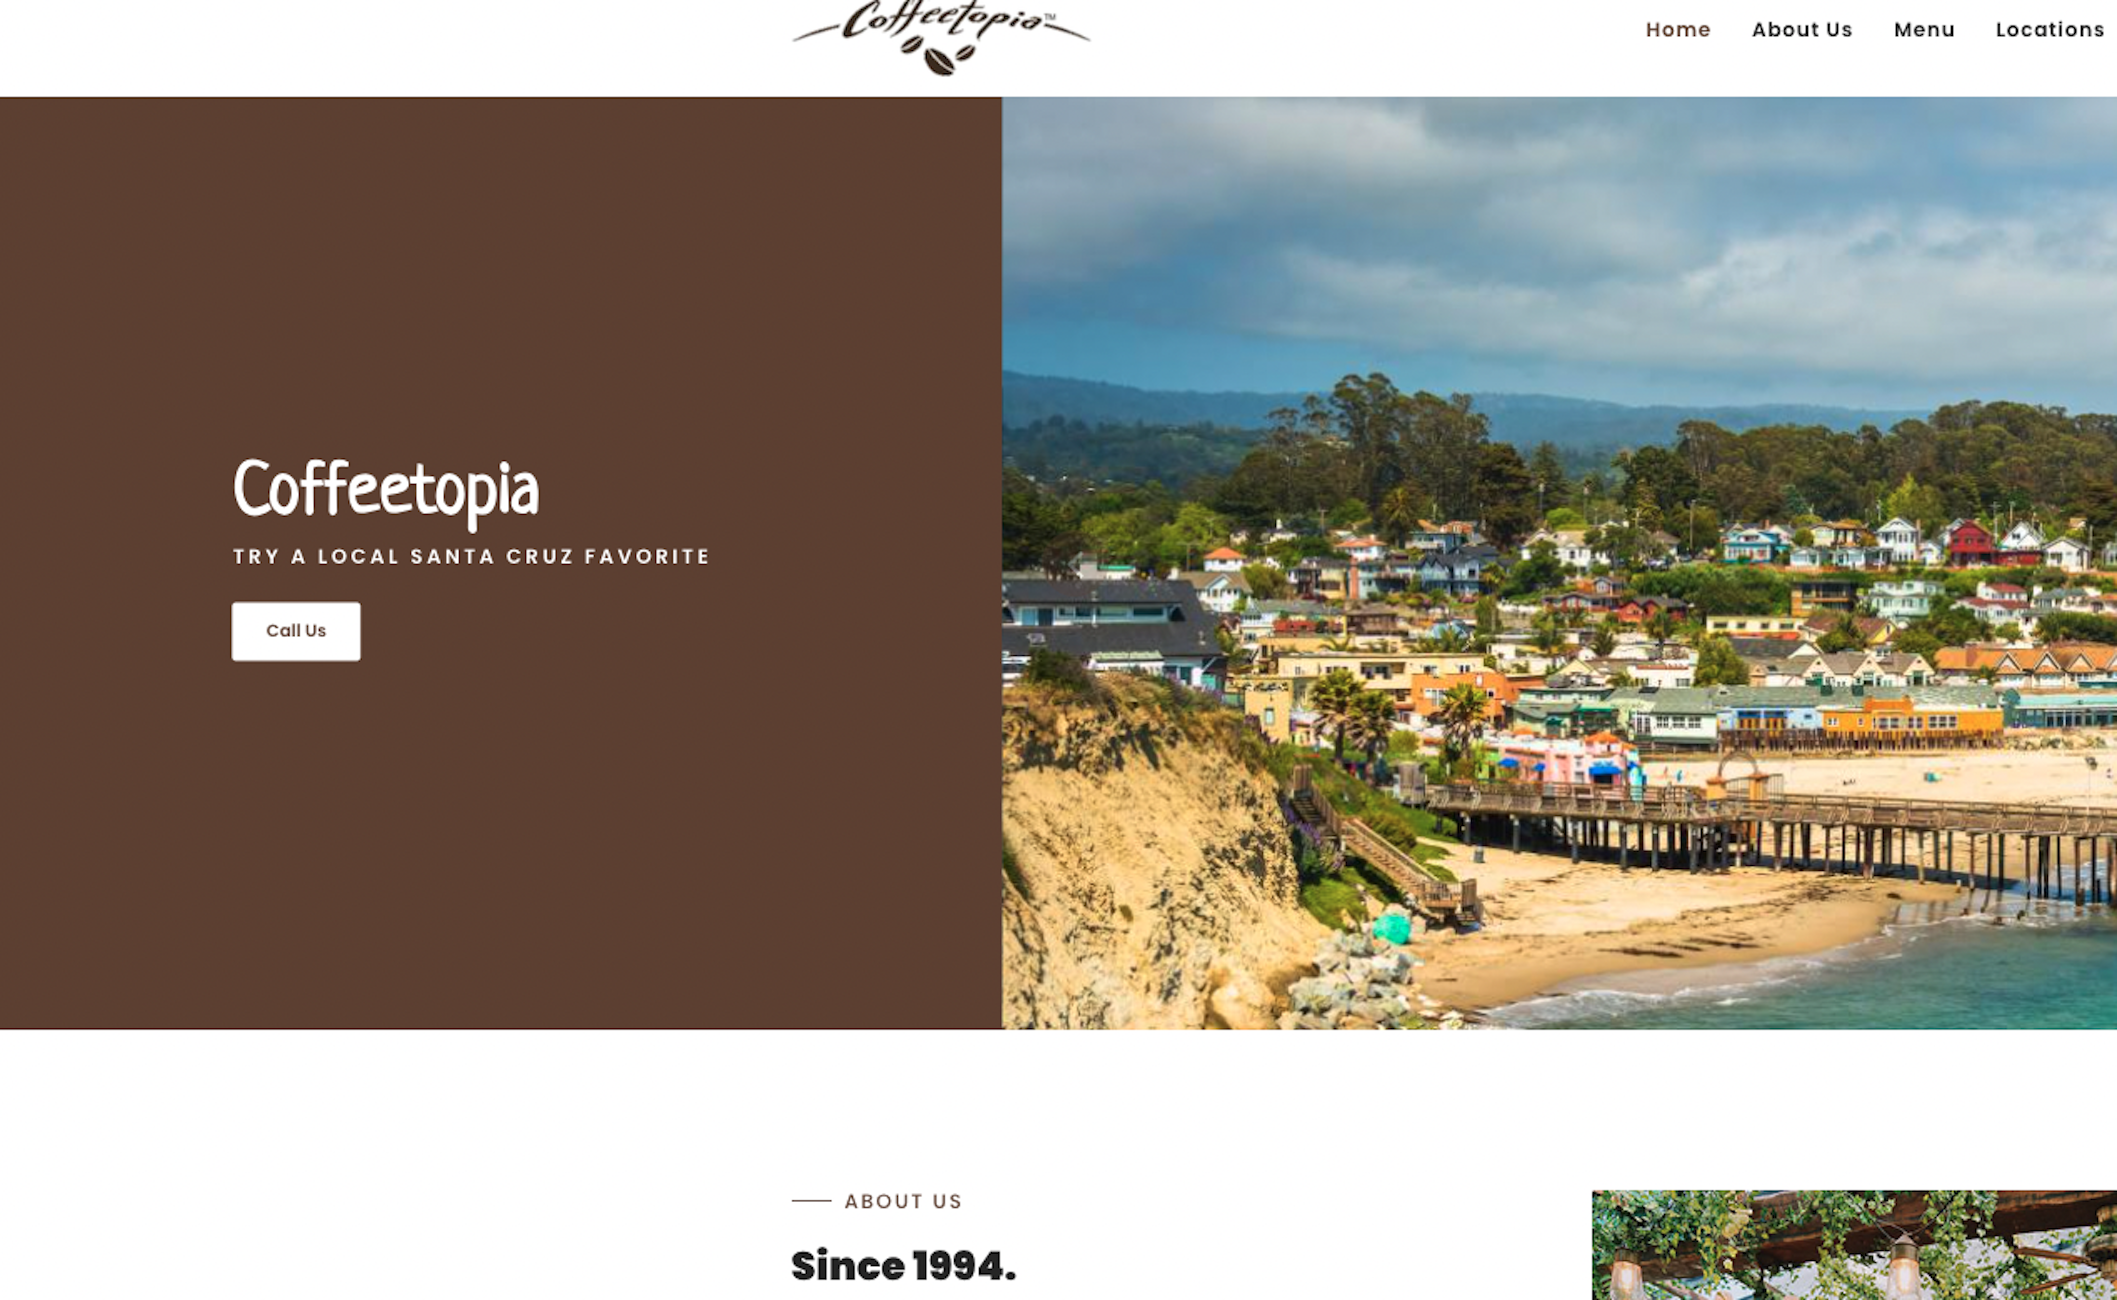 Coffeetopia™
Home About Us Menu Locations
Coffeetopia
TRY A LOCAL SANTA CRUZ FAVORITE
Call Us
ABOUT US
Since 1994.